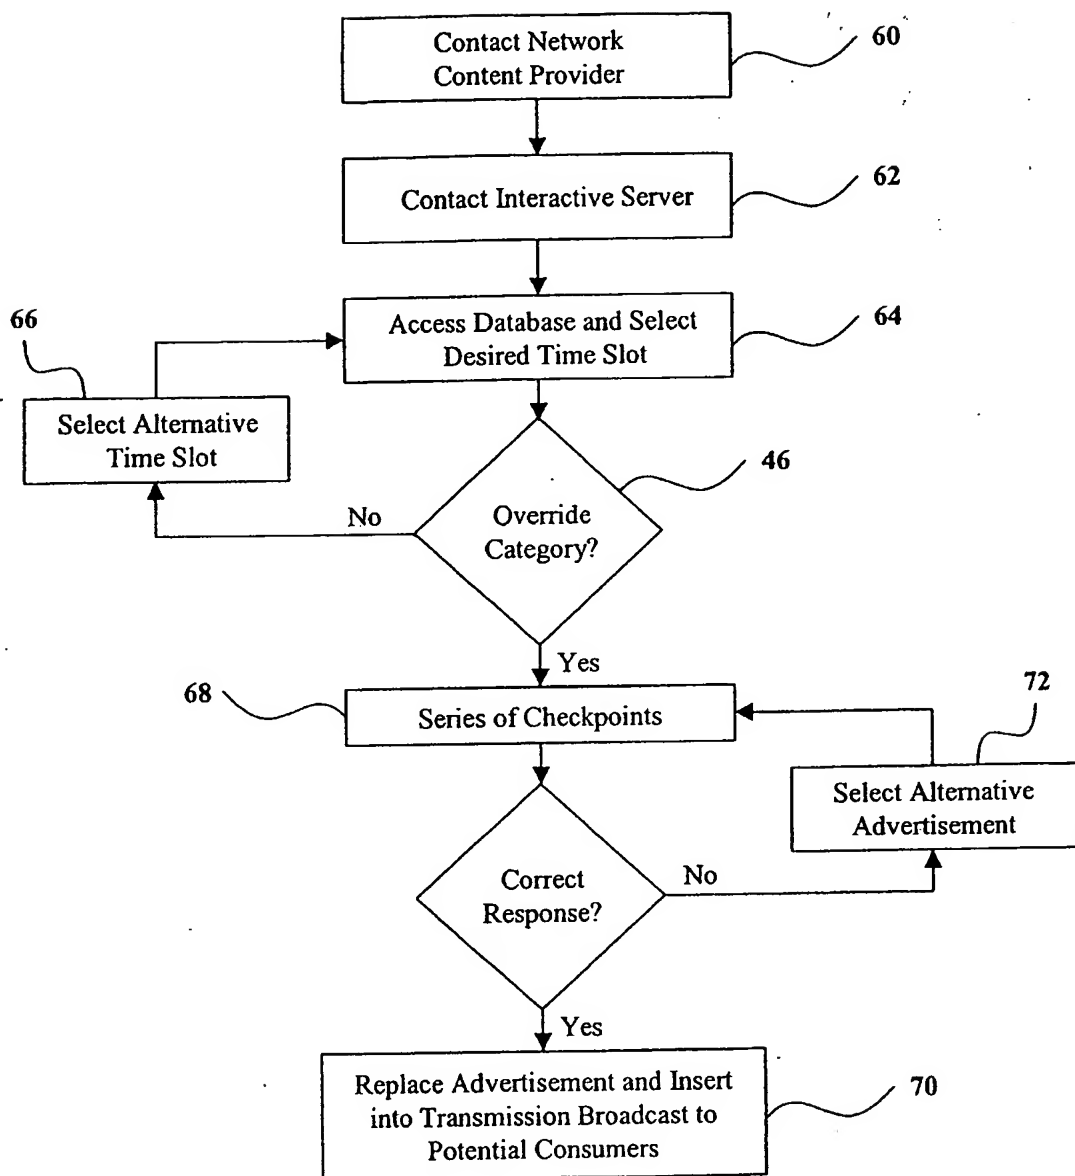 Contact Network
Content Provider
60
Contact Interactive Server
62
Access Database and Select
Desired Time Slot
64
66
Select Alternative
Time Slot
46
No
Override
Category?
Yes
68
Series of Checkpoints
72
Select Alternative
Advertisement
Correct
Response?
No
Yes
Replace Advertisement and Insert
into Transmission Broadcast to
Potential Consumers
70